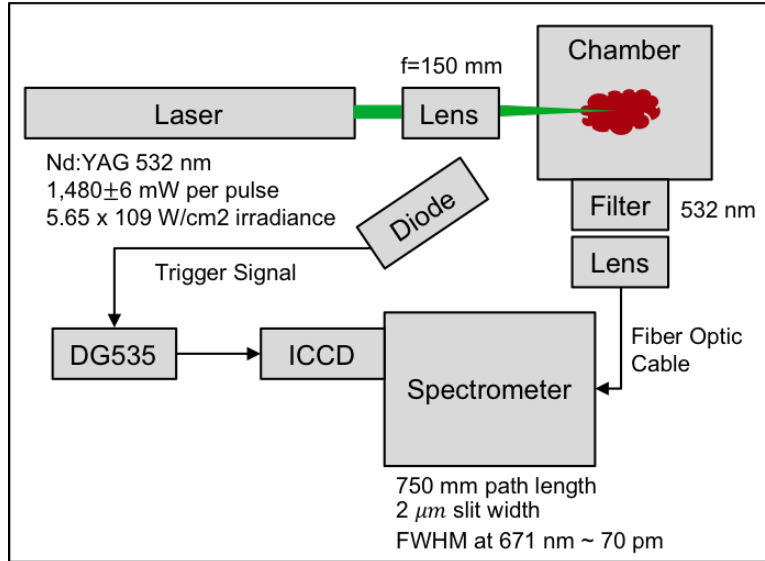 Chamber
f=150 mm
Laser
Lens
Nd:YAG 532 nm
1,480±6 mW per pulse
5.65 x 109 W/cm2 irradiance
Diode
Filter
532 nm
Lens
Trigger Signal
DG535
ICCD
Spectrometer
Fiber Optic
Cable
750 mm path length
2 𝜇𝑚 slit width
FWHM at 671 nm ~ 70 pm